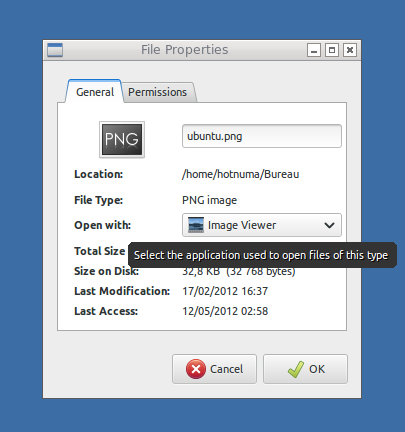 File Properties
General Permissions
PNG ubuntu.png
Location: /home/hotnuma/Bureau
File Type: PNG image
Open with: Image Viewer
Total Size
Select the application used to open files of this type
Size on Disk: 32,8 KB (32 768 bytes)
Last Modification: 17/02/2012 16:37
Last Access: 12/05/2012 02:58
Cancel OK